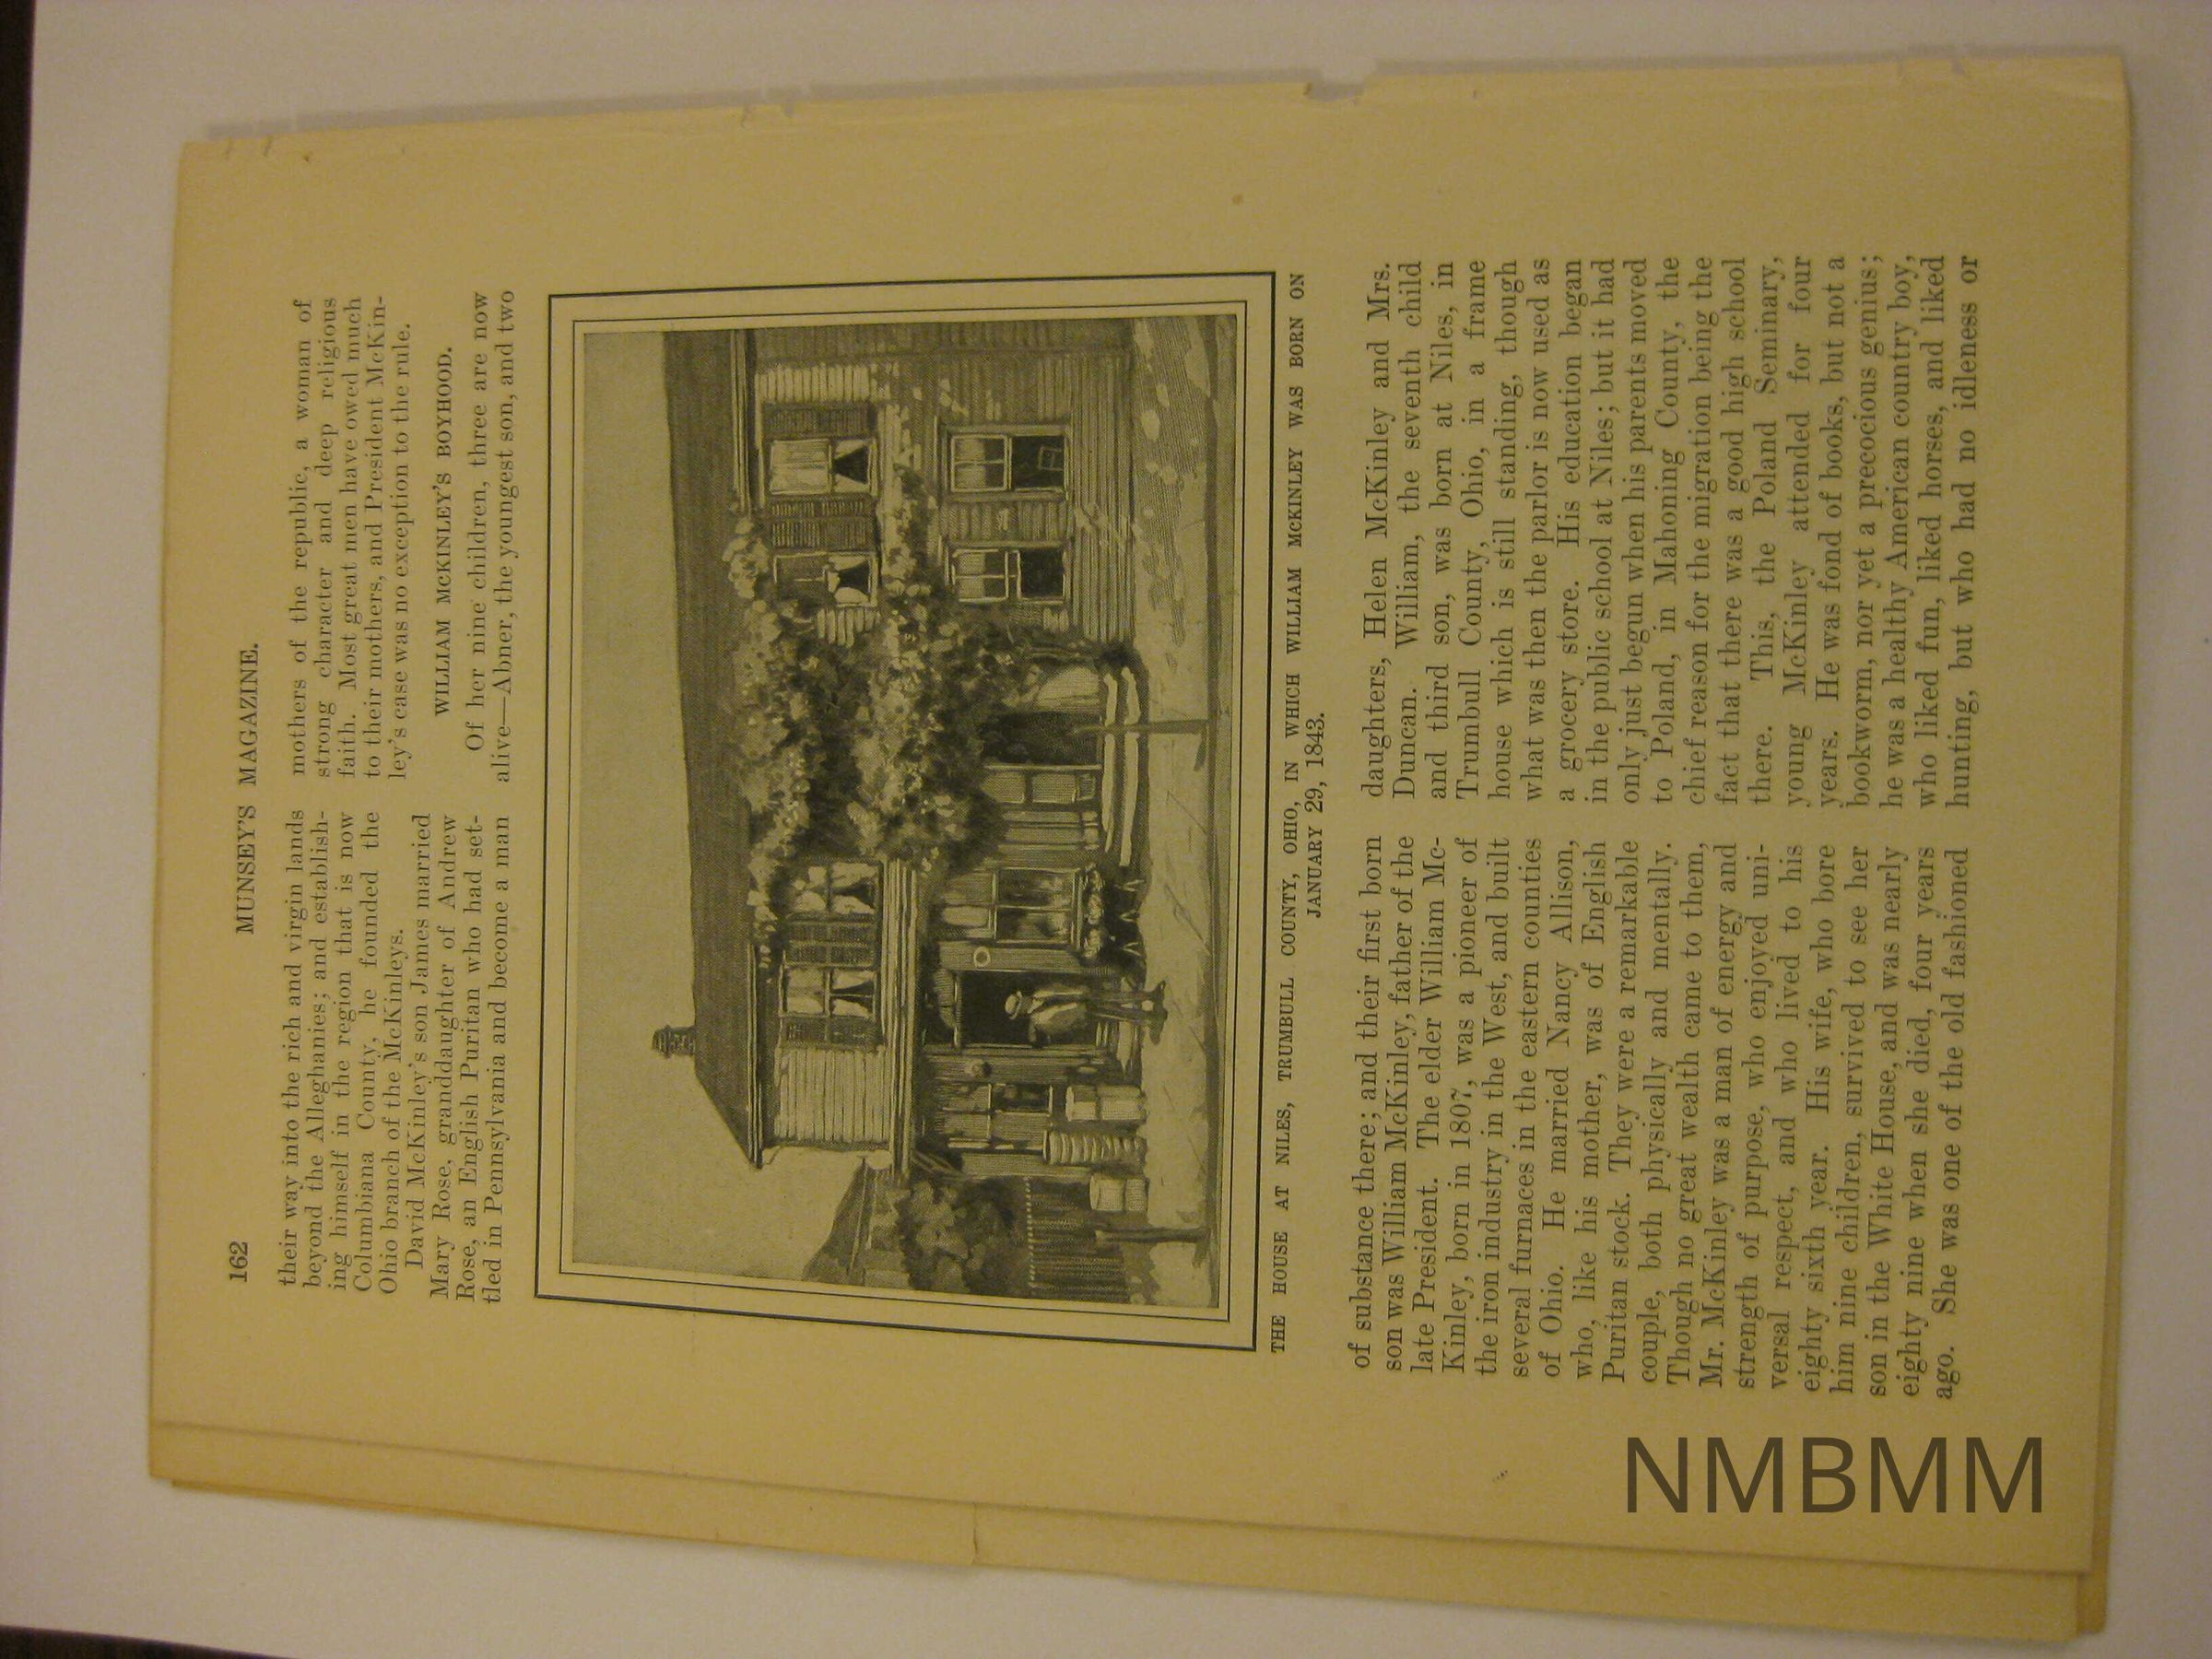 162
MUNSEY'S MAGAZINE.
their way into the rich and virgin lands
beyond the Alleghanies; and establish-
ing himself in the region that is now
Columbiana County, he founded the
Ohio branch of the McKinleys.
David McKinley's son James married
Mary Rose, granddaughter of Andrew
Rose, an English Puritan who had set-
tled in Pennsylvania and become a man
mothers of the republic, a woman of
strong character and deep religious
faith. Most great men have owed much
to their mothers, and President McKin-
ley's case was no exception to the rule.
WILLIAM MCKINLEY'S BOYHOOD.
Of her nine children, three are now
alive—Abner, the youngest son, and two
THE HOUSE AT NILES, TRUMBULL COUNTY, OHIO, IN WHICH WILLIAM MCKINLEY WAS BORN ON
JANUARY 29, 1843.
of substance there; and their first born
son was William McKinley, father of the
late President. The elder William Mc-
Kinley, born in 1807, was a pioneer of
the iron industry in the West, and built
several furnaces in the eastern counties
of Ohio. He married Nancy Allison,
who, like his mother, was of English
Puritan stock. They were a remarkable
couple, both physically and mentally.
Though no great wealth came to them,
Mr. McKinley was a man of energy and
strength of purpose, who enjoyed uni-
versal respect, and who lived to his
eighty sixth year. His wife, who bore
him nine children, survived to see her
son in the White House, and was nearly
eighty nine when she died, four years
ago. She was one of the old fashioned
daughters, Helen McKinley and Mrs.
Duncan. William, the seventh child
and third son, was born at Niles, in
Trumbull County, Ohio, in a frame
house which is still standing, though
what was then the parlor is now used as
a grocery store. His education began
in the public school at Niles; but it had
only just begun when his parents moved
to Poland, in Mahoning County, the
chief reason for the migration being the
fact that there was a good high school
there. This, the Poland Seminary,
young McKinley attended for four
years. He was fond of books, but not a
bookworm, nor yet a precocious genius;
he was a healthy American country boy,
who liked fun, liked horses, and liked
hunting, but who had no idleness or
NMBMM